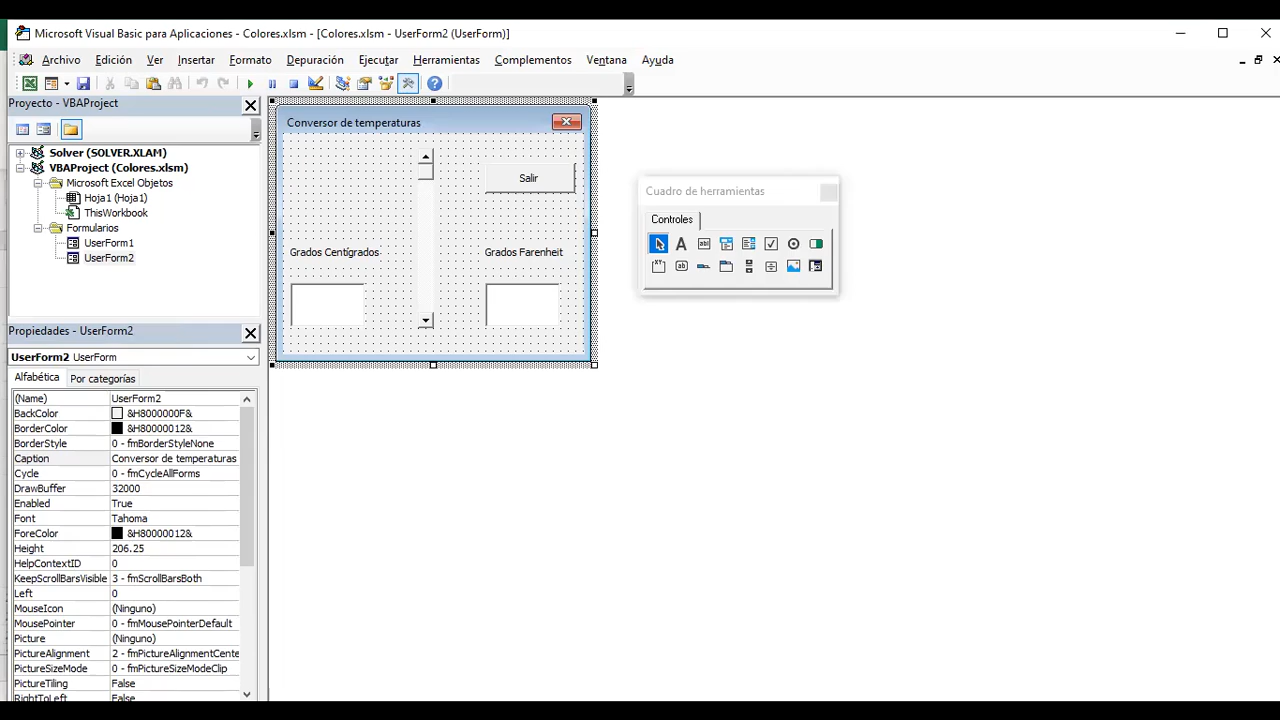 Microsoft Visual Basic para Aplicaciones - Colores.xlsm - [Colores.xlsm - UserForm2 (UserForm)]
Archivo Edición Ver Insertar Formato Depuración Ejecutar Herramientas Complementos Ventana Ayuda
Proyecto - VBAProject
Solver (SOLVER.XLAM)
VBAProject (Colores.xlsm)
Microsoft Excel Objetos
Hoja1 (Hoja1)
ThisWorkbook
Formularios
UserForm1
UserForm2
Propiedades - UserForm2
UserForm2 UserForm
Alfabética Por categorías
(Name) UserForm2
BackColor &H8000000F&
BorderColor &H80000012&
BorderStyle 0 - fmBorderStyleNone
Caption Conversor de temperaturas
Cycle 0 - fmCycleAllForms
DrawBuffer 32000
Enabled True
Font Tahoma
ForeColor &H80000012&
Height 206.25
HelpContextID 0
KeepScrollBarsVisible 3 - fmScrollBarsBoth
Left 0
MouseIcon (Ninguno)
MousePointer 0 - fmMousePointerDefault
Picture (Ninguno)
PictureAlignment 2 - fmPictureAlignmentCente
PictureSizeMode 0 - fmPictureSizeModeClip
PictureTiling False
RightToLeft False
Conversor de temperaturas
Salir
Grados Centígrados
Grados Farenheit
Cuadro de herramientas
Controles